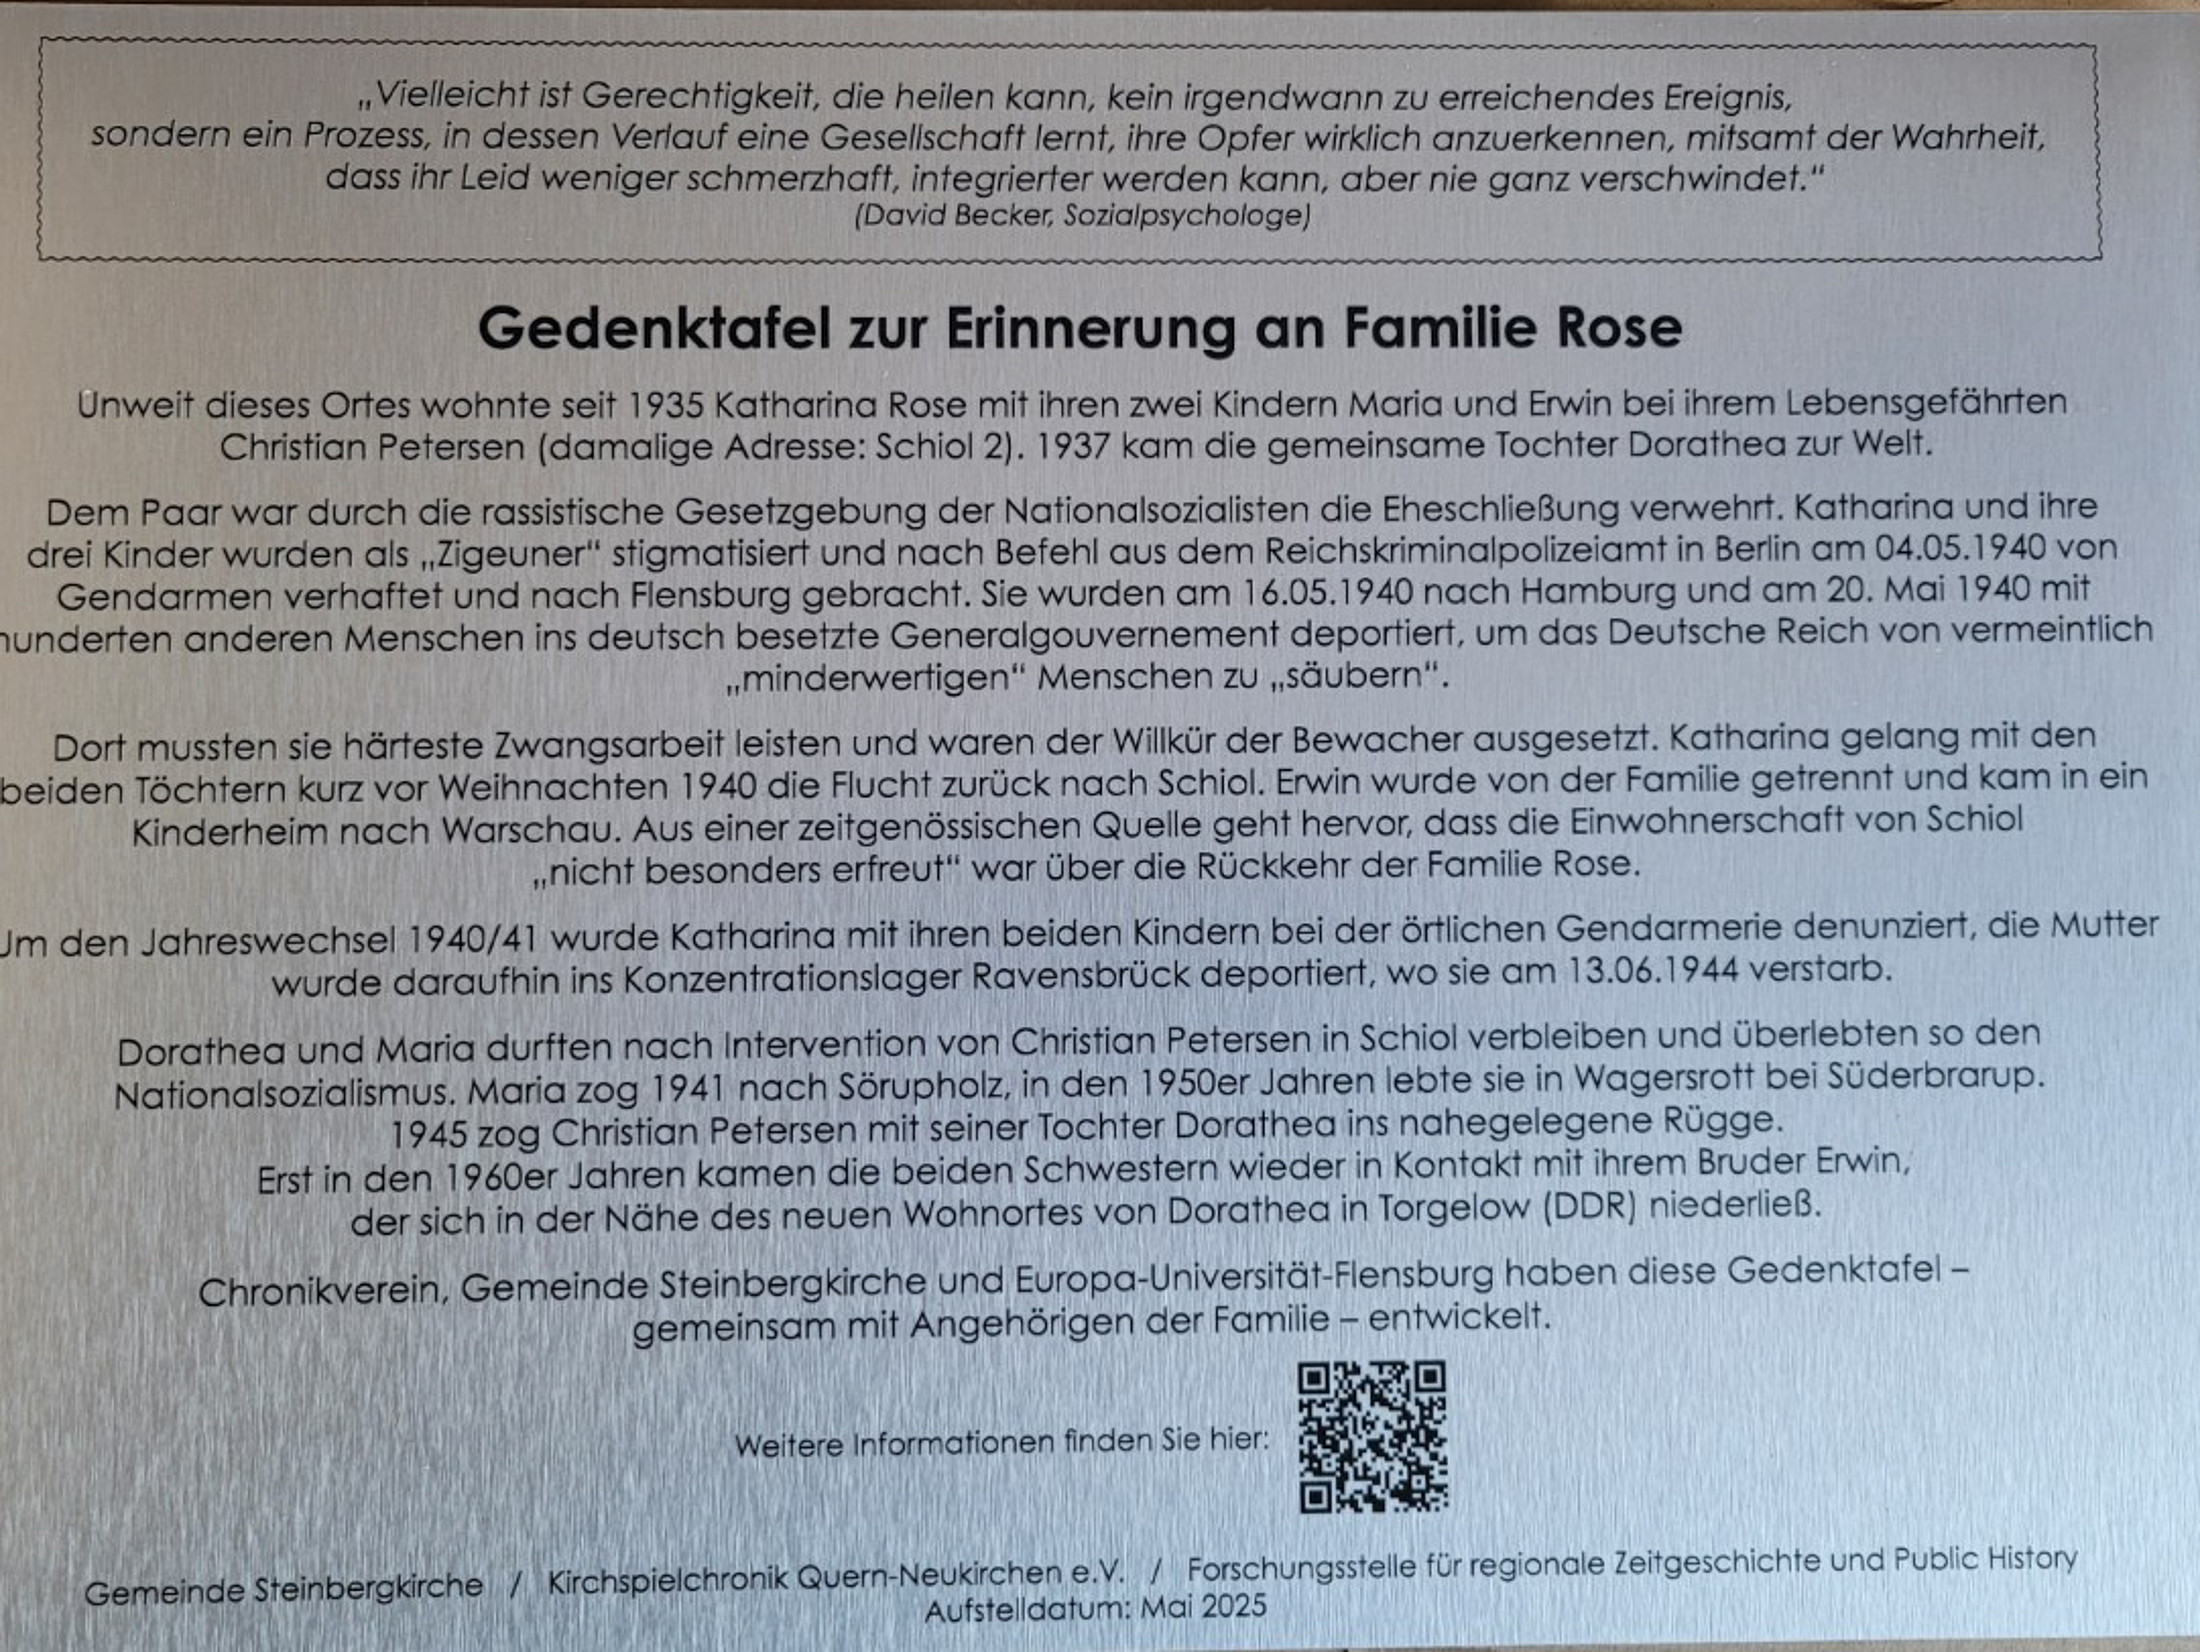 „Vielleicht ist Gerechtigkeit, die heilen kann, kein irgendwann zu erreichendes Ereignis,
sondern ein Prozess, in dessen Verlauf eine Gesellschaft lernt, ihre Opfer wirklich anzuerkennen, mitsamt der Wahrheit,
dass ihr Leid weniger schmerzhaft, integrierter werden kann, aber nie ganz verschwindet.“
(David Becker, Sozialpsychologe)
Gedenktafel zur Erinnerung an Familie Rose
Unweit dieses Ortes wohnte seit 1935 Katharina Rose mit ihren zwei Kindern Maria und Erwin bei ihrem Lebensgefährten
Christian Petersen (damalige Adresse: Schiol 2). 1937 kam die gemeinsame Tochter Dorathea zur Welt.
Dem Paar war durch die rassistische Gesetzgebung der Nationalsozialisten die Eheschließung verwehrt. Katharina und ihre
drei Kinder wurden als „Zigeuner“ stigmatisiert und nach Befehl aus dem Reichskriminalpolizeiamt in Berlin am 04.05.1940 von
Gendarmen verhaftet und nach Flensburg gebracht. Sie wurden am 16.05.1940 nach Hamburg und am 20. Mai 1940 mit
hunderten anderen Menschen ins deutsch besetzte Generalgouvernement deportiert, um das Deutsche Reich von vermeintlich
„minderwertigen“ Menschen zu „säubern“.
Dort mussten sie härteste Zwangsarbeit leisten und waren der Willkür der Bewacher ausgesetzt. Katharina gelang mit den
beiden Töchtern kurz vor Weihnachten 1940 die Flucht zurück nach Schiol. Erwin wurde von der Familie getrennt und kam in ein
Kinderheim nach Warschau. Aus einer zeitgenössischen Quelle geht hervor, dass die Einwohnerschaft von Schiol
„nicht besonders erfreut“ war über die Rückkehr der Familie Rose.
Um den Jahreswechsel 1940/41 wurde Katharina mit ihren beiden Kindern bei der örtlichen Gendarmerie denunziert, die Mutter
wurde daraufhin ins Konzentrationslager Ravensbrück deportiert, wo sie am 13.06.1944 verstarb.
Dorathea und Maria durften nach Intervention von Christian Petersen in Schiol verbleiben und überlebten so den
Nationalsozialismus. Maria zog 1941 nach Sörupholz, in den 1950er Jahren lebte sie in Wagersrott bei Süderbrarup.
1945 zog Christian Petersen mit seiner Tochter Dorathea ins nahegelegene Rügge.
Erst in den 1960er Jahren kamen die beiden Schwestern wieder in Kontakt mit ihrem Bruder Erwin,
der sich in der Nähe des neuen Wohnortes von Dorathea in Torgelow (DDR) niederließ.
Chronikverein, Gemeinde Steinbergkirche und Europa-Universität-Flensburg haben diese Gedenktafel –
gemeinsam mit Angehörigen der Familie – entwickelt.
Weitere Informationen finden Sie hier:
Gemeinde Steinbergkirche / Kirchspielchronik Quern-Neukirchen e.V. / Forschungsstelle für regionale Zeitgeschichte und Public History
Aufstelldatum: Mai 2025